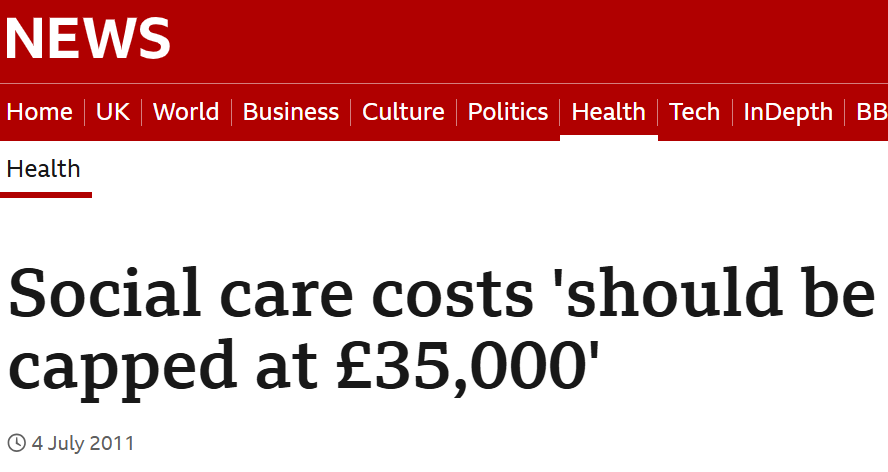 NEWS
Home UK World Business Culture Politics Health Tech InDepth BB
Health
Social care costs 'should be
capped at £35,000'
4 July 2011